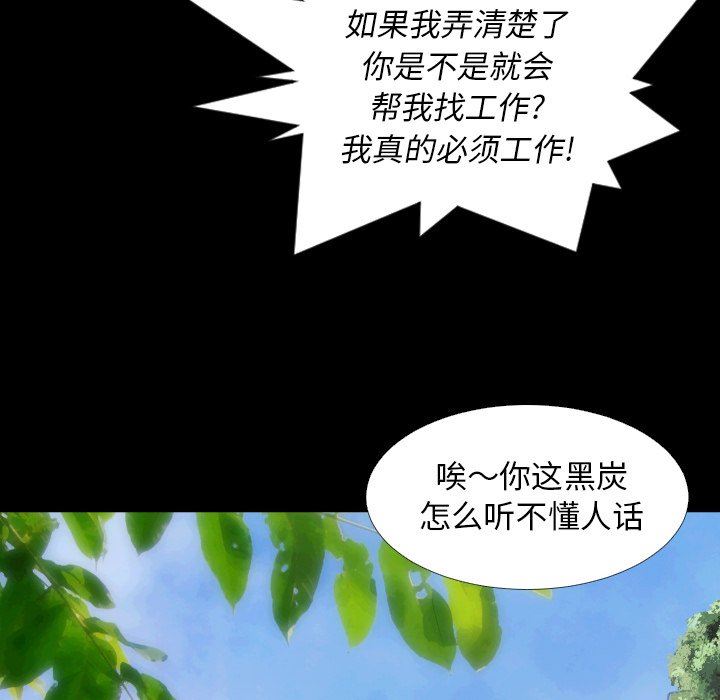 如果我弄清楚了
你是不是就会
帮我找工作?
我真的必须工作!
唉～你这黑炭
怎么听不懂人话